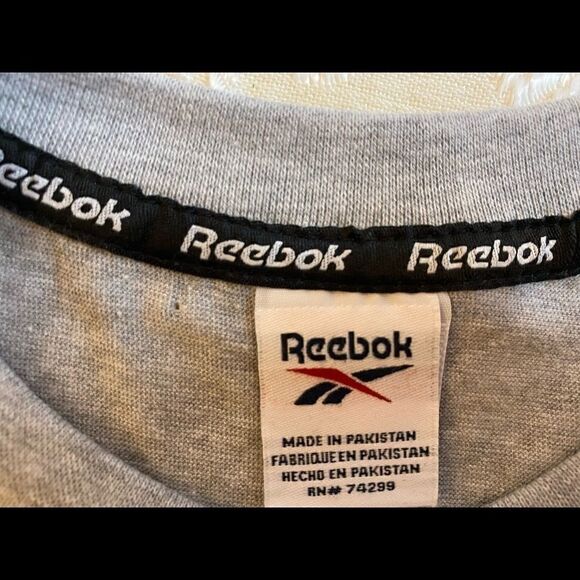 Reebok Reebok Reebok
Reebok
MADE IN PAKISTAN
FABRIQUE EN PAKISTAN
HECHO EN PAKISTAN
RN# 74299